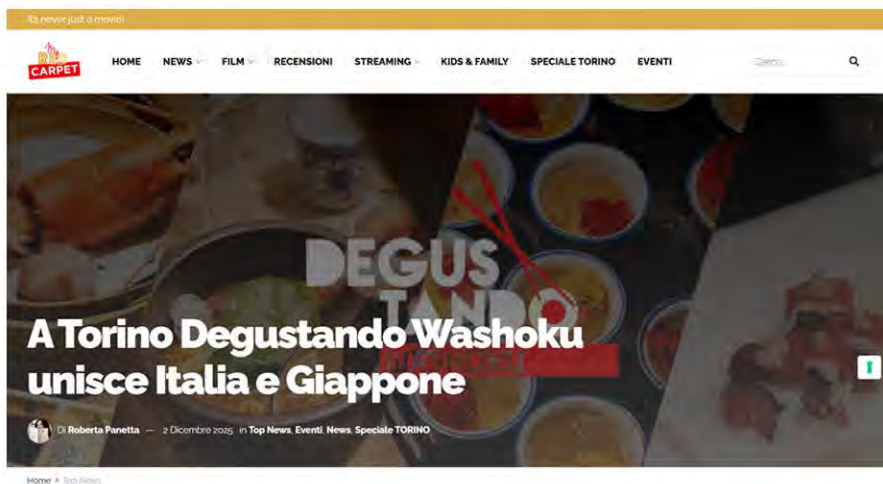 It's never just a movie!
RED
CARPET
HOME NEWS FILM RECENSIONI STREAMING KIDS & FAMILY SPECIALE TORINO EVENTI Cerca...
DEGUS
TANDO
A Torino Degustando Washoku
unisce Italia e Giappone
Di Roberta Panetta — 2 Dicembre 2025 in Top News, Eventi, News, Speciale TORINO
Home Top News